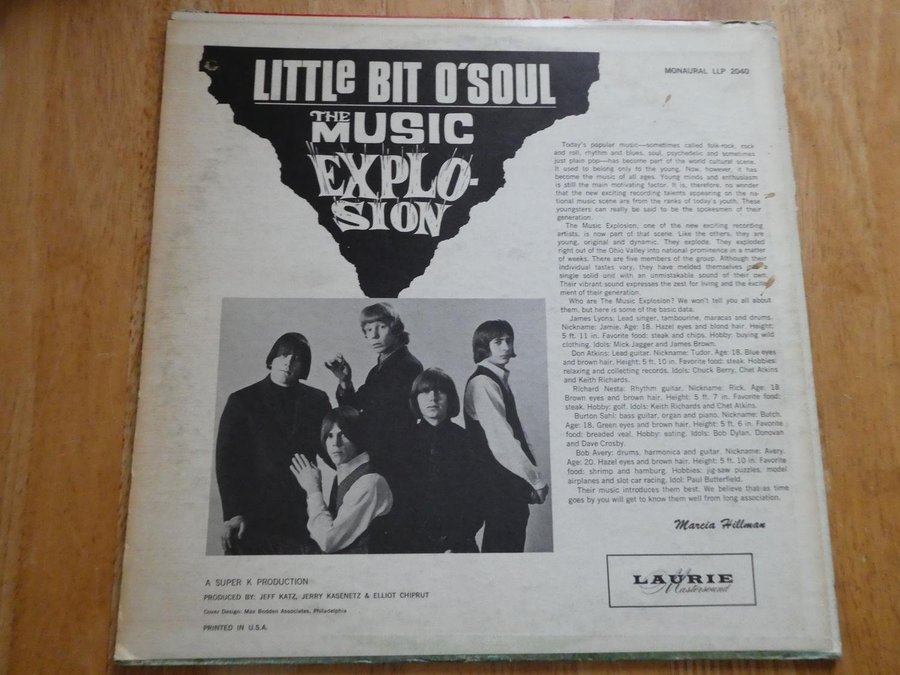 LITTLE BIT O'SOUL
THE
MUSIC
EXPLO-
SION
MONAURAL LLP 2040
Today's popular music—sometimes called folk-rock, rock
and roll, rhythm and blues, soul, psychedelic and sometimes
just plain pop—has become part of the world cultural scene.
It used to belong only to the young. Now, however, it has
become the music of all ages. Young minds and enthusiasm
is still the main motivating factor. It is, therefore, no wonder
that the new exciting recording talents appearing on the na-
tional music scene are from the ranks of today's youth. These
youngsters can really be said to be the spokesmen of their
generation.
The Music Explosion, one of the new exciting recording
artists, is now part of that scene. Like the others, they are
young, original and dynamic. They explode. They exploded
right out of the Ohio Valley into national prominence in a matter
of weeks. There are five members of the group. Although their
individual tastes vary, they have melded themselves
single solid unit with an unmistakable sound of their own.
Their vibrant sound expresses the zest for living and the excite-
ment of their generation.
Who are The Music Explosion? We won't tell you all about
them, but here is some of the basic data.
James Lyons: Lead singer, tambourine, maracas and drums.
Nickname: Jamie. Age: 18. Hazel eyes and blond hair. Height:
5 ft. 11 in. Favorite food: steak and chips. Hobby: buying wild
clothing. Idols: Mick Jagger and James Brown.
Don Atkins: Lead guitar. Nickname: Tudor. Age: 18. Blue eyes
and brown hair. Height: 5 ft. 10 in. Favorite food: steak. Hobbies:
relaxing and collecting records. Idols: Chuck Berry, Chet Atkins
and Keith Richards.
Richard Nesta: Rhythm guitar. Nickname: Rick. Age: 18.
Brown eyes and brown hair. Height: 5 ft. 7 in. Favorite food:
steak. Hobby: golf. Idols: Keith Richards and Chet Atkins.
Burton Sahl: bass guitar, organ and piano. Nickname: Butch.
Age: 18. Green eyes and brown hair. Height: 5 ft. 6 in. Favorite
food: breaded veal. Hobby: eating. Idols: Bob Dylan, Donovan
and Dave Crosby.
Bob Avery: drums, harmonica and guitar. Nickname: Avery.
Age: 20. Hazel eyes and brown hair. Height: 5 ft. 10 in. Favorite
food: shrimp and hamburg. Hobbies: jig-saw puzzles, model
airplanes and slot car racing. Idol: Paul Butterfield.
Their music introduces them best. We believe that as time
goes by you will get to know them well from long association.
Marcia Hillman
A SUPER K PRODUCTION
PRODUCED BY: JEFF KATZ, JERRY KASENETZ & ELLIOT CHIPRUT
Cover Design: Max Bodden Associates, Philadelphia
PRINTED IN U.S.A.
LAURIE
Mastersound